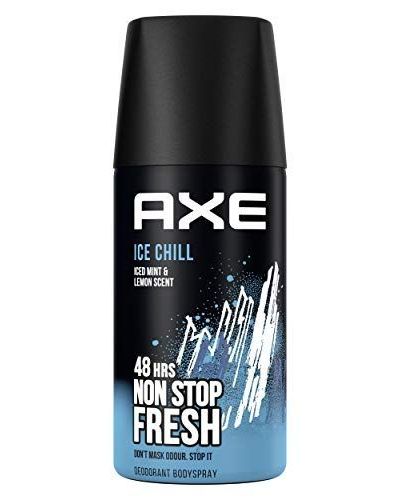 AXE
ICE CHILL
ICED MINT &
LEMON SCENT
48 HRS
NON STOP
FRESH
DON'T MASK ODOUR. STOP IT
DEODORANT BODYSPRAY